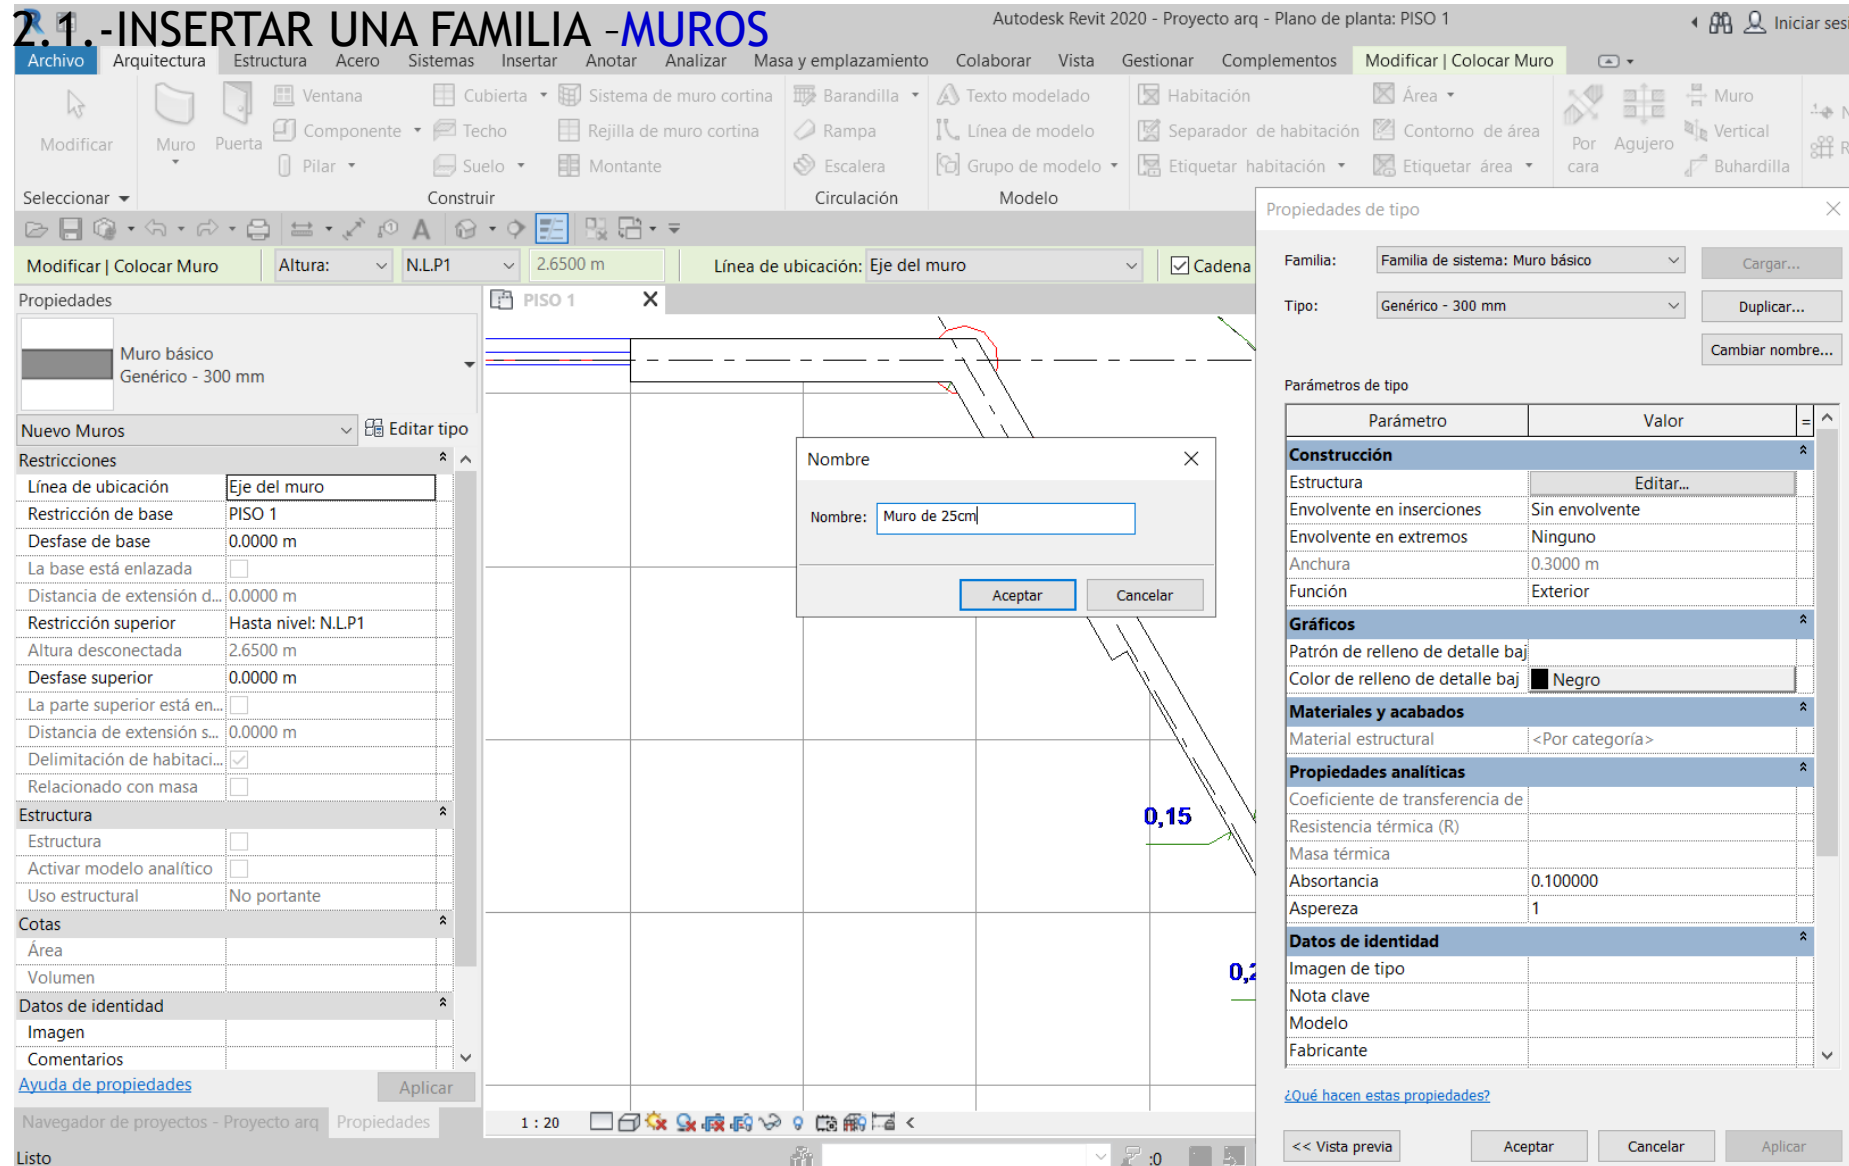 2.1.-INSERTAR UNA FAMILIA -MUROS
Autodesk Revit 2020 - Proyecto arq - Plano de planta: PISO 1
Iniciar sesi
Archivo Arquitectura Estructura Acero Sistemas Insertar Anotar Analizar Masa y emplazamiento Colaborar Vista Gestionar Complementos Modificar | Colocar Muro
Modificar
Muro
Puerta
Ventana
Componente
Pilar
Cubierta
Techo
Suelo
Sistema de muro cortina
Rejilla de muro cortina
Montante
Barandilla
Rampa
Escalera
Texto modelado
Línea de modelo
Grupo de modelo
Habitación
Separador de habitación
Etiquetar habitación
Área
Contorno de área
Etiquetar área
Por cara
Agujero
Muro
Vertical
Buhardilla
N
R
Seleccionar Construir Circulación Modelo
Modificar | Colocar Muro Altura: N.L.P1 2.6500 m Línea de ubicación: Eje del muro Cadena
Propiedades
Muro básico
Genérico - 300 mm
Nuevo Muros Editar tipo
Restricciones
Línea de ubicación Eje del muro
Restricción de base PISO 1
Desfase de base 0.0000 m
La base está enlazada
Distancia de extensión d... 0.0000 m
Restricción superior Hasta nivel: N.L.P1
Altura desconectada 2.6500 m
Desfase superior 0.0000 m
La parte superior está en...
Distancia de extensión s... 0.0000 m
Delimitación de habitaci...
Relacionado con masa
Estructura
Estructura
Activar modelo analítico
Uso estructural No portante
Cotas
Área
Volumen
Datos de identidad
Imagen
Comentarios
Ayuda de propiedades Aplicar
Navegador de proyectos - Proyecto arq Propiedades
Listo
PISO 1
Nombre
Nombre: Muro de 25cm
Aceptar Cancelar
0,15
0,2
1 : 20
:0
Propiedades de tipo
Familia: Familia de sistema: Muro básico Cargar...
Tipo: Genérico - 300 mm Duplicar...
Cambiar nombre...
Parámetros de tipo
Parámetro Valor =
Construcción
Estructura Editar...
Envolvente en inserciones Sin envolvente
Envolvente en extremos Ninguno
Anchura 0.3000 m
Función Exterior
Gráficos
Patrón de relleno de detalle baj
Color de relleno de detalle baj Negro
Materiales y acabados
Material estructural <Por categoría>
Propiedades analíticas
Coeficiente de transferencia de
Resistencia térmica (R)
Masa térmica
Absortancia 0.100000
Aspereza 1
Datos de identidad
Imagen de tipo
Nota clave
Modelo
Fabricante
¿Qué hacen estas propiedades?
<< Vista previa Aceptar Cancelar Aplicar